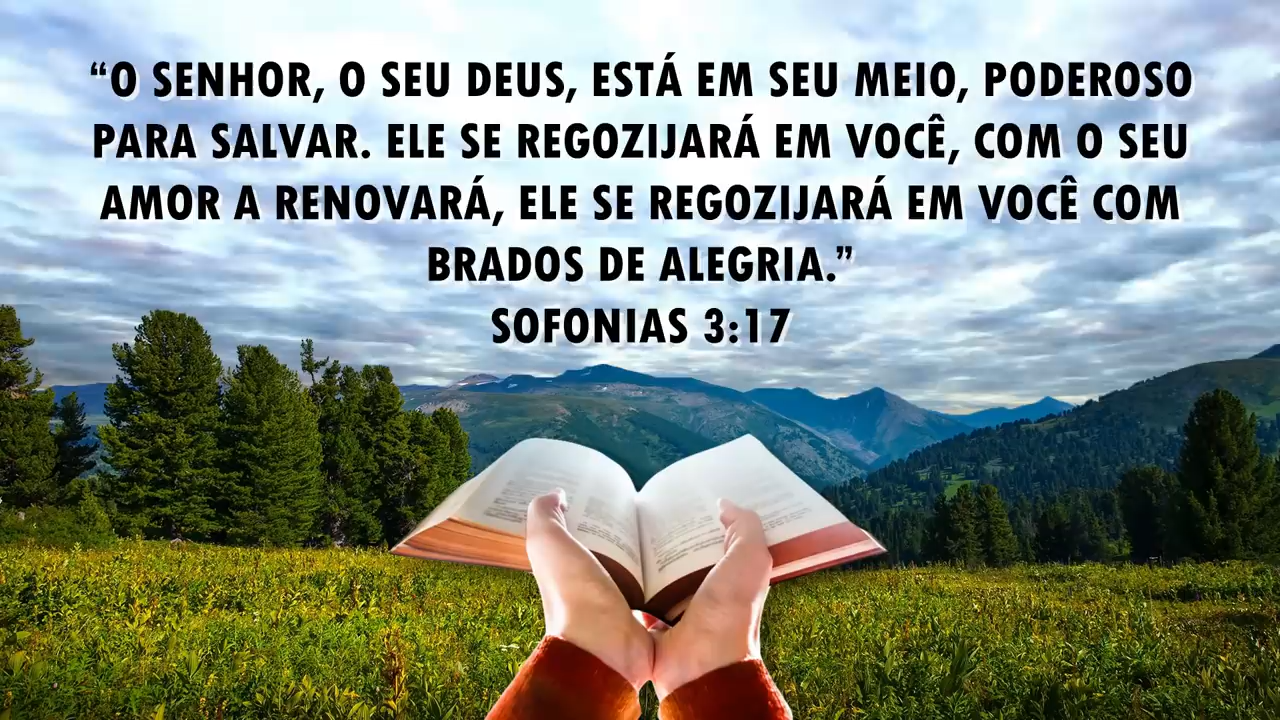 “O SENHOR, O SEU DEUS, ESTÁ EM SEU MEIO, PODEROSO
PARA SALVAR. ELE SE REGOZIJARÁ EM VOCÊ, COM O SEU
AMOR A RENOVARÁ, ELE SE REGOZIJARÁ EM VOCÊ COM
BRADOS DE ALEGRIA.”
SOFONIAS 3:17